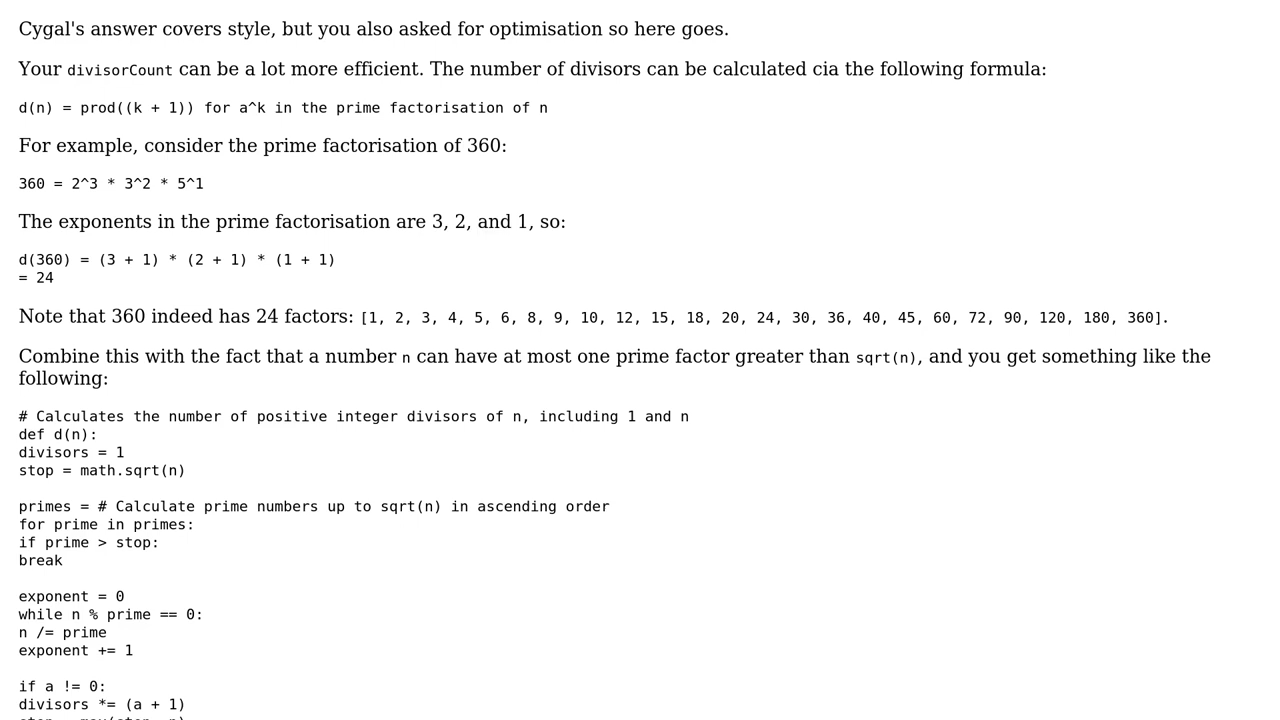 Cygal's answer covers style, but you also asked for optimisation so here goes.
Your divisorCount can be a lot more efficient. The number of divisors can be calculated cia the following formula:
d(n) = prod((k + 1)) for a^k in the prime factorisation of n
For example, consider the prime factorisation of 360:
360 = 2^3 * 3^2 * 5^1
The exponents in the prime factorisation are 3, 2, and 1, so:
d(360) = (3 + 1) * (2 + 1) * (1 + 1)
= 24
Note that 360 indeed has 24 factors: [1, 2, 3, 4, 5, 6, 8, 9, 10, 12, 15, 18, 20, 24, 30, 36, 40, 45, 60, 72, 90, 120, 180, 360].
Combine this with the fact that a number n can have at most one prime factor greater than sqrt(n), and you get something like the
following:
# Calculates the number of positive integer divisors of n, including 1 and n
def d(n):
divisors = 1
stop = math.sqrt(n)
primes = # Calculate prime numbers up to sqrt(n) in ascending order
for prime in primes:
if prime > stop:
break
exponent = 0
while n % prime == 0:
n /= prime
exponent += 1
if a != 0:
divisors *= (a + 1)